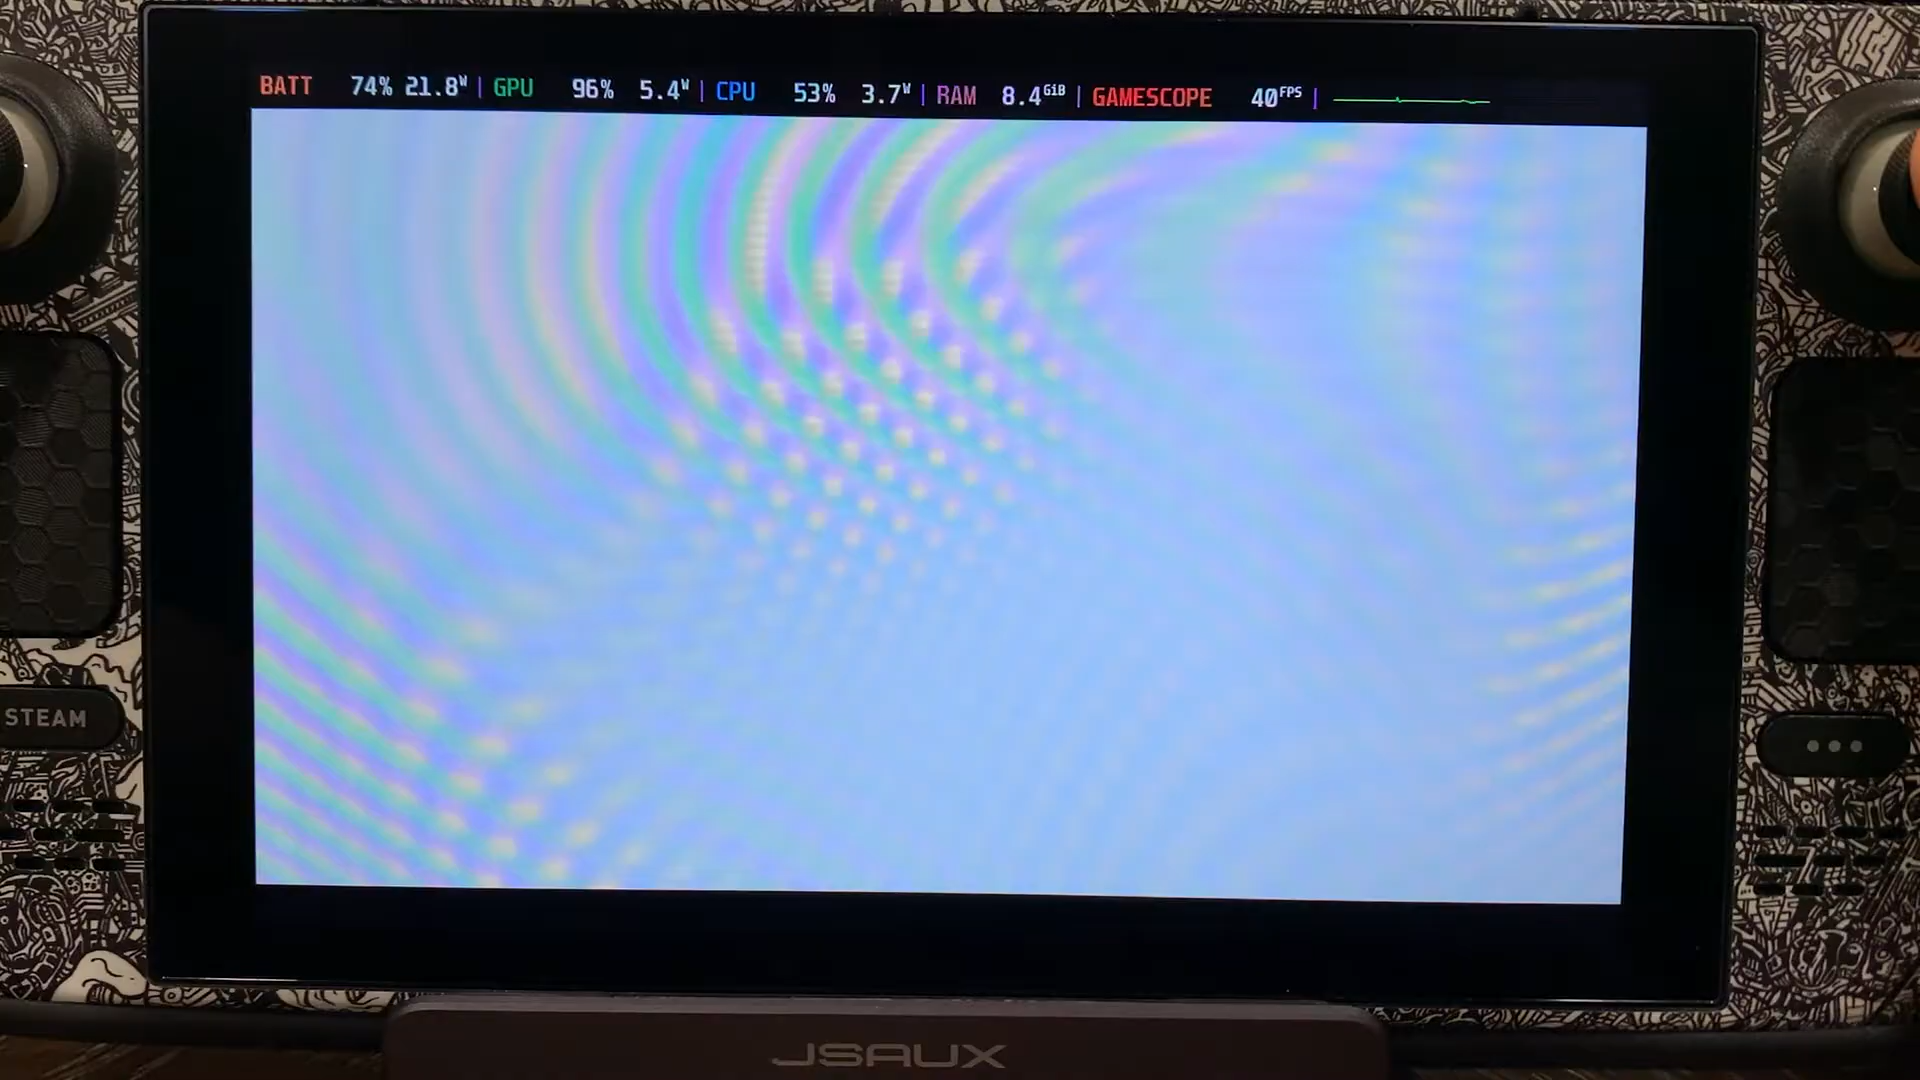 BATT 74% 21.8W | GPU 96% 5.4W | CPU 53% 3.7W | RAM 8.4GiB | GAMESCOPE 40FPS |
STEAM
JSAUX